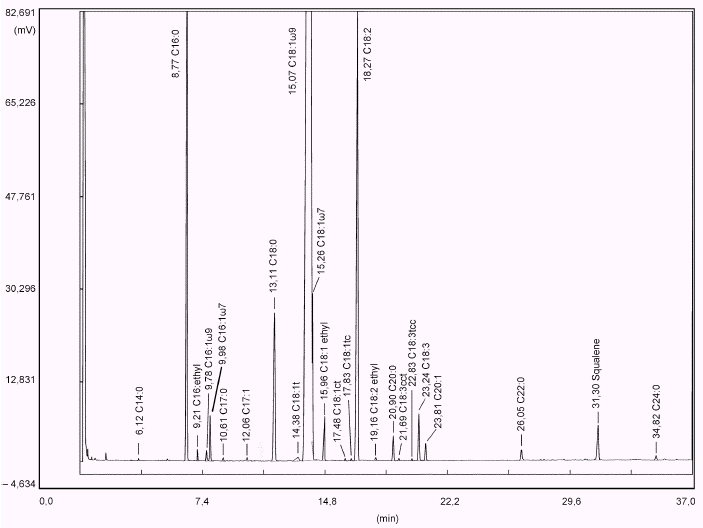 82,691
(mV)
65,226
47,761
30,296
12,831
– 4,634
6,12 C14:0
8,77 C16:0
9,21 C16:ethyl
9,78 C16:1ω9
9,98 C16:1ω7
10,61 C17:0
12,06 C17:1
13,11 C18:0
14,38 C18:1t
15,07 C18:1ω9
15,26 C18:1ω7
15,96 C18:1 ethyl
17,48 C18:1ct
17,83 C18:1tc
18,27 C18:2
19,16 C18:2 ethyl
20,90 C20:0
21,69 C18:3cct
22,83 C18:3tcc
23,24 C18:3
23,81 C20:1
26,05 C22:0
31,30 Squalene
34,82 C24:0
0,0
7,4
14,8
22,2
29,6
37,0
(min)